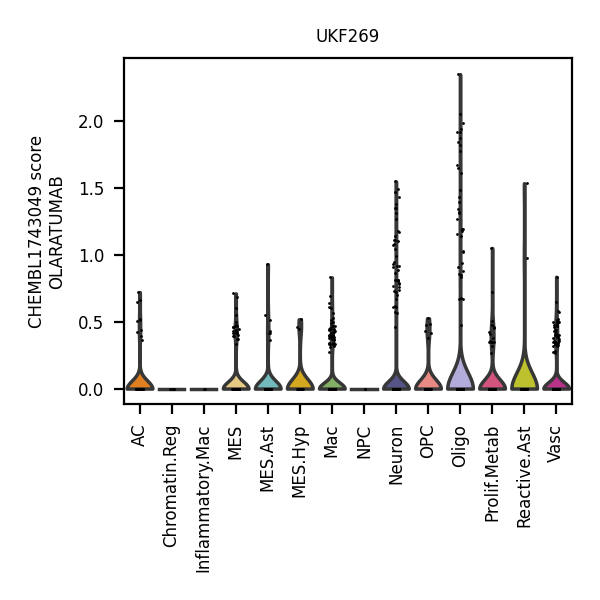 UKF269
CHEMBL1743049 score
OLARATUMAB
2.0
1.5
1.0
0.5
0.0
AC
Chromatin.Reg
Inflammatory.Mac
MES
MES.Ast
MES.Hyp
Mac
NPC
Neuron
OPC
Oligo
Prolif.Metab
Reactive.Ast
Vasc